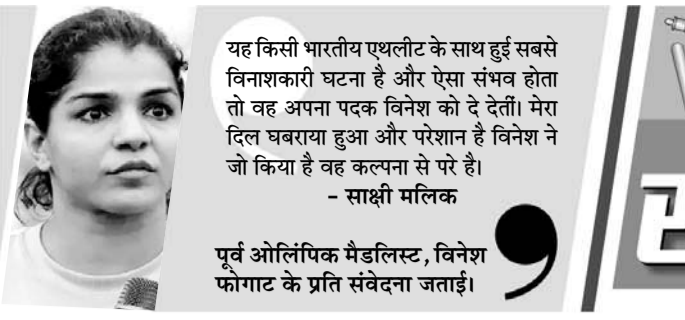 यह किसी भारतीय एथलीट के साथ हुई सबसे
विनाशकारी घटना है और ऐसा संभव होता
तो वह अपना पदक विनेश को दे देतीं। मेरा
दिल घबराया हुआ और परेशान है विनेश ने
जो किया है वह कल्पना से परे है।
- साक्षी मलिक
पूर्व ओलिंपिक मैडलिस्ट, विनेश
फोगाट के प्रति संवेदना जताई।